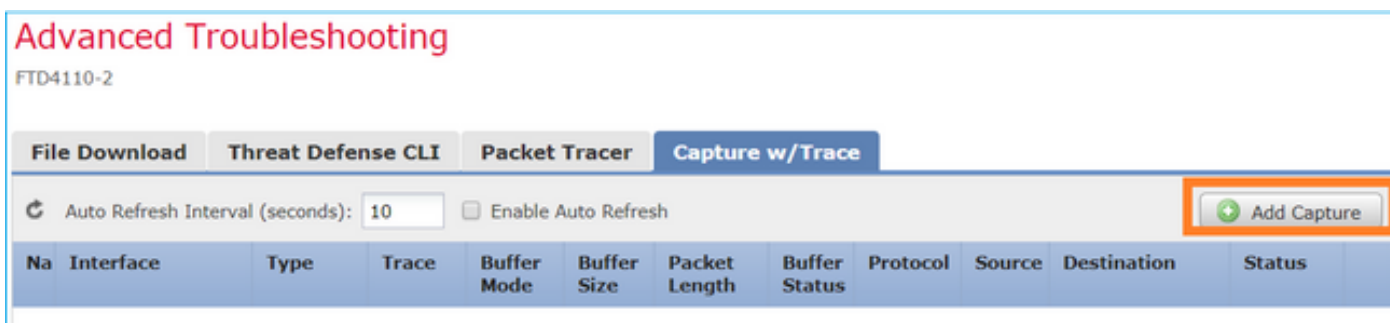 Advanced Troubleshooting
FTD4110-2
File Download Threat Defense CLI Packet Tracer Capture w/Trace
Auto Refresh Interval (seconds): 10 Enable Auto Refresh Add Capture
Na Interface Type Trace Buffer Mode Buffer Size Packet Length Buffer Status Protocol Source Destination Status